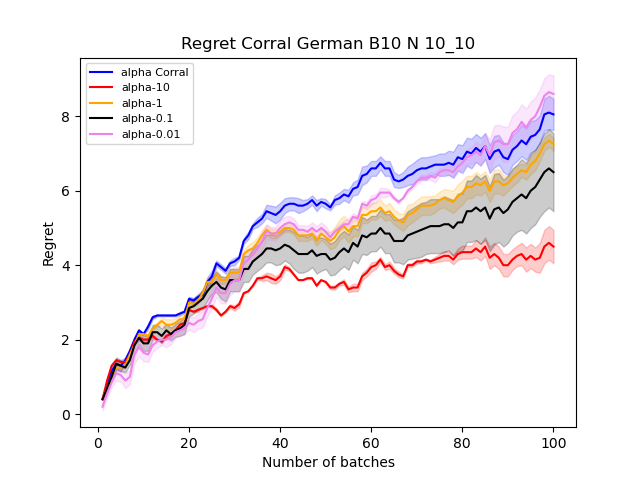 Regret Corral German B10 N 10_10
alpha Corral
alpha-10
alpha-1
alpha-0.1
alpha-0.01
Regret
8
6
4
2
0
0 20 40 60 80 100
Number of batches